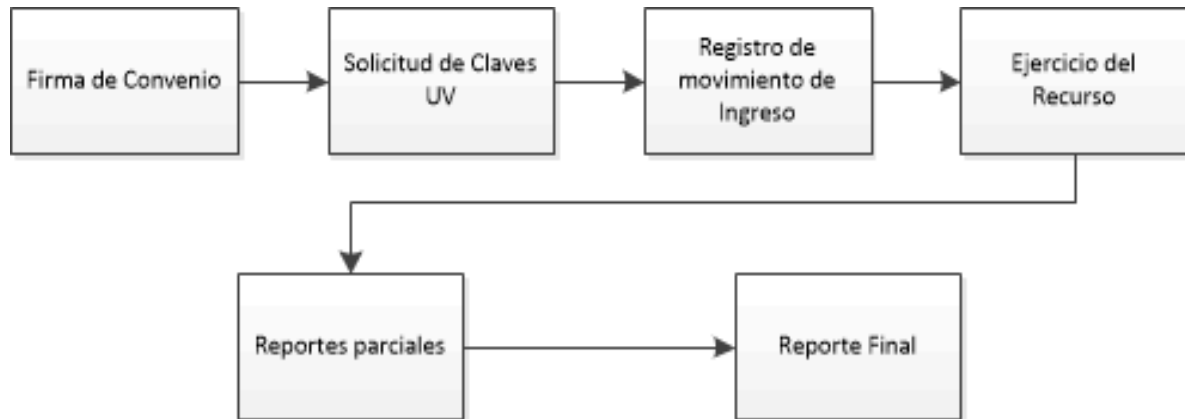 Firma de Convenio
Solicitud de Claves
UV
Registro de
movimiento de
Ingreso
Ejercicio del
Recurso
Reportes parciales
Reporte Final